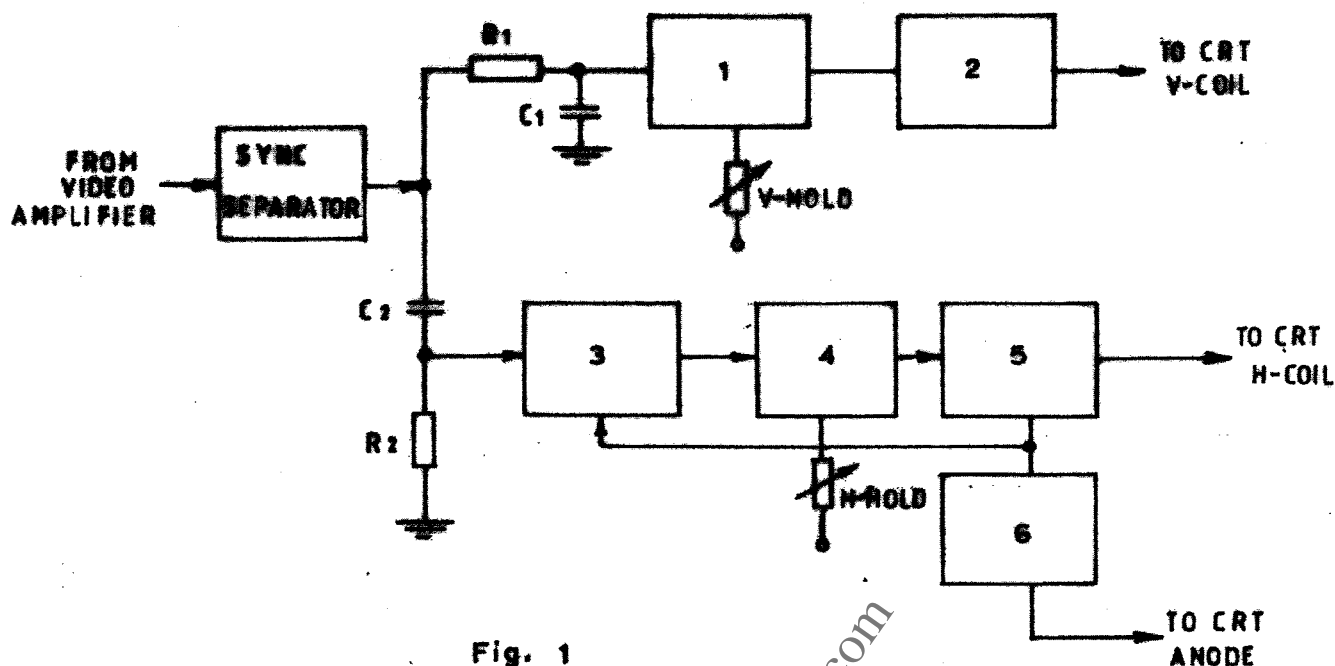 R1
1
2
TO CRT
V-COIL
C1
FROM
VIDEO
AMPLIFIER
SYNC
SEPARATOR
V-HOLD
C2
3
4
5
TO CRT
H-COIL
R2
H-HOLD
6
TO CRT
ANODE
Fig. 1
.com